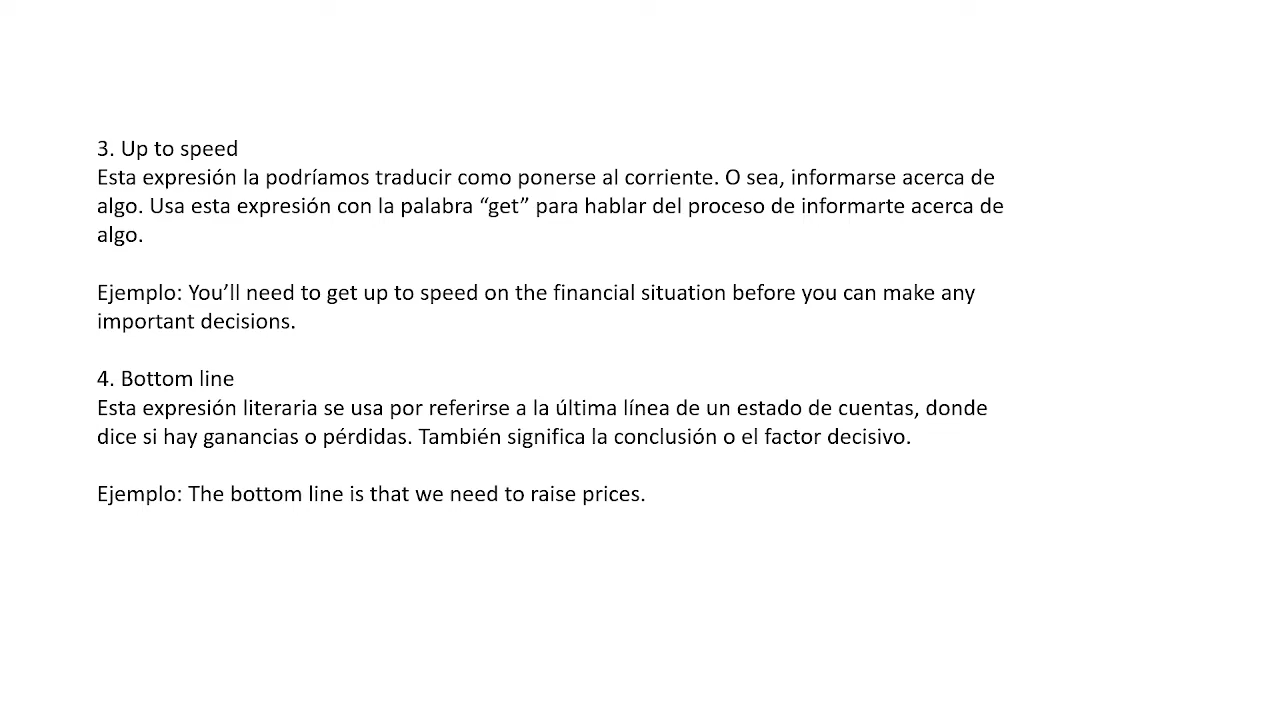 3. Up to speed
Esta expresión la podríamos traducir como ponerse al corriente. O sea, informarse acerca de
algo. Usa esta expresión con la palabra “get” para hablar del proceso de informarte acerca de
algo.
Ejemplo: You’ll need to get up to speed on the financial situation before you can make any
important decisions.
4. Bottom line
Esta expresión literaria se usa por referirse a la última línea de un estado de cuentas, donde
dice si hay ganancias o pérdidas. También significa la conclusión o el factor decisivo.
Ejemplo: The bottom line is that we need to raise prices.